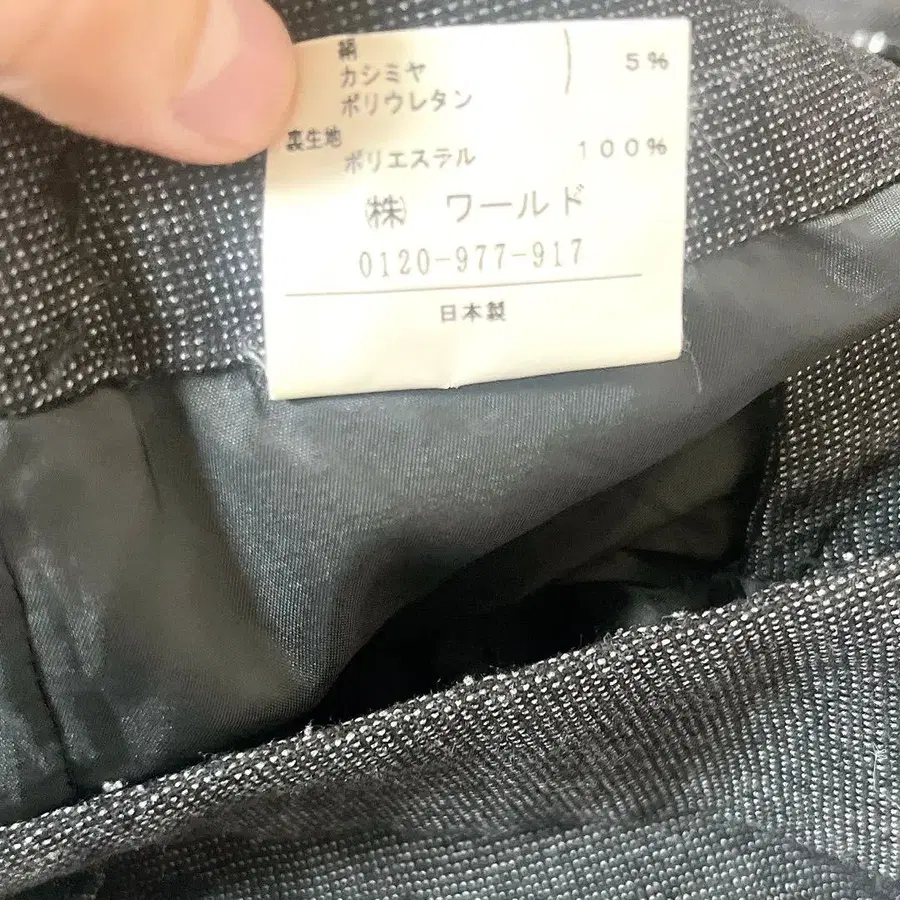 絹
カシミヤ ) 5%
ポリウレタン
裏生地
ポリエステル 100%
㈱ ワールド
0120-977-917
日本製